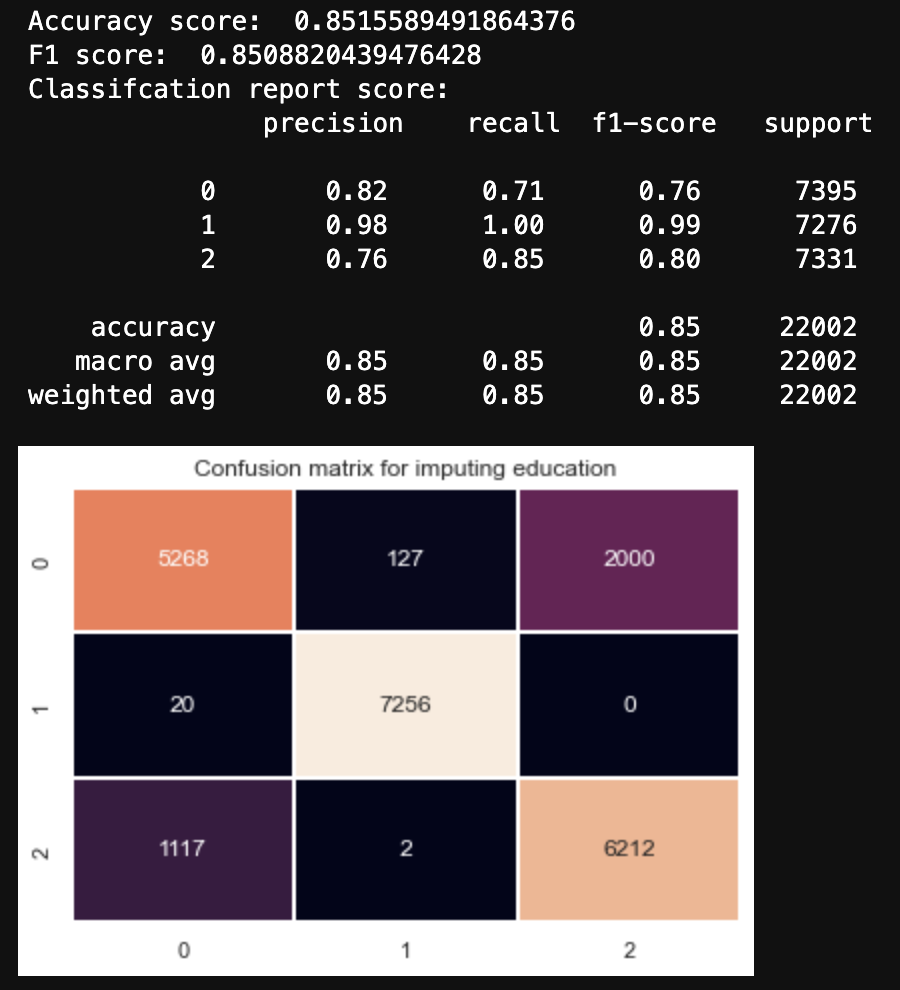 Accuracy score:  0.8515589491864376
F1 score:  0.8508820439476428
Classifcation report score:
precision recall f1-score support
0 0.82 0.71 0.76 7395
1 0.98 1.00 0.99 7276
2 0.76 0.85 0.80 7331
accuracy 0.85 22002
macro avg 0.85 0.85 0.85 22002
weighted avg 0.85 0.85 0.85 22002
Confusion matrix for imputing education
0 5268 127 2000
1 20 7256 0
2 1117 2 6212
0 1 2